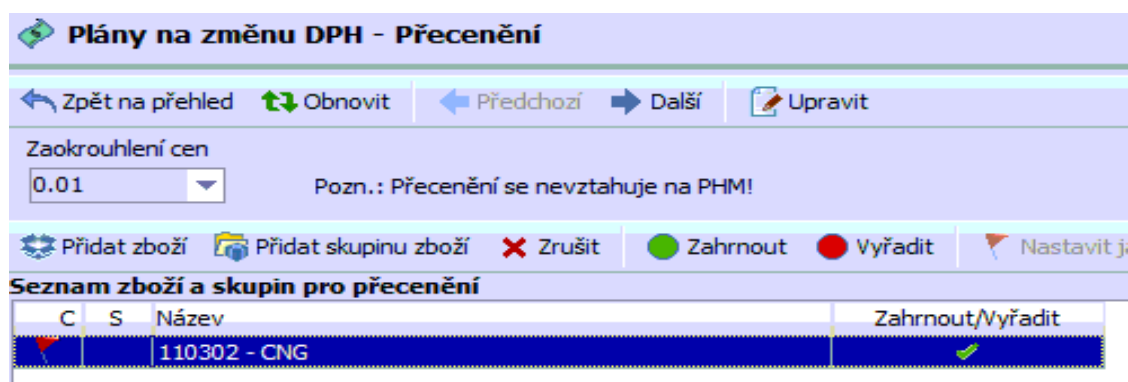 Plány na změnu DPH - Přecenění
Zpět na přehled Obnovit Předchozí Další Upravit
Zaokrouhlení cen
0.01 Pozn.: Přecenění se nevztahuje na PHM!
Přidat zboží Přidat skupinu zboží Zrušit Zahrnout Vyřadit Nastavit
Seznam zboží a skupin pro přecenění
C S Název Zahrnout/Vyřadit
110302 - CNG